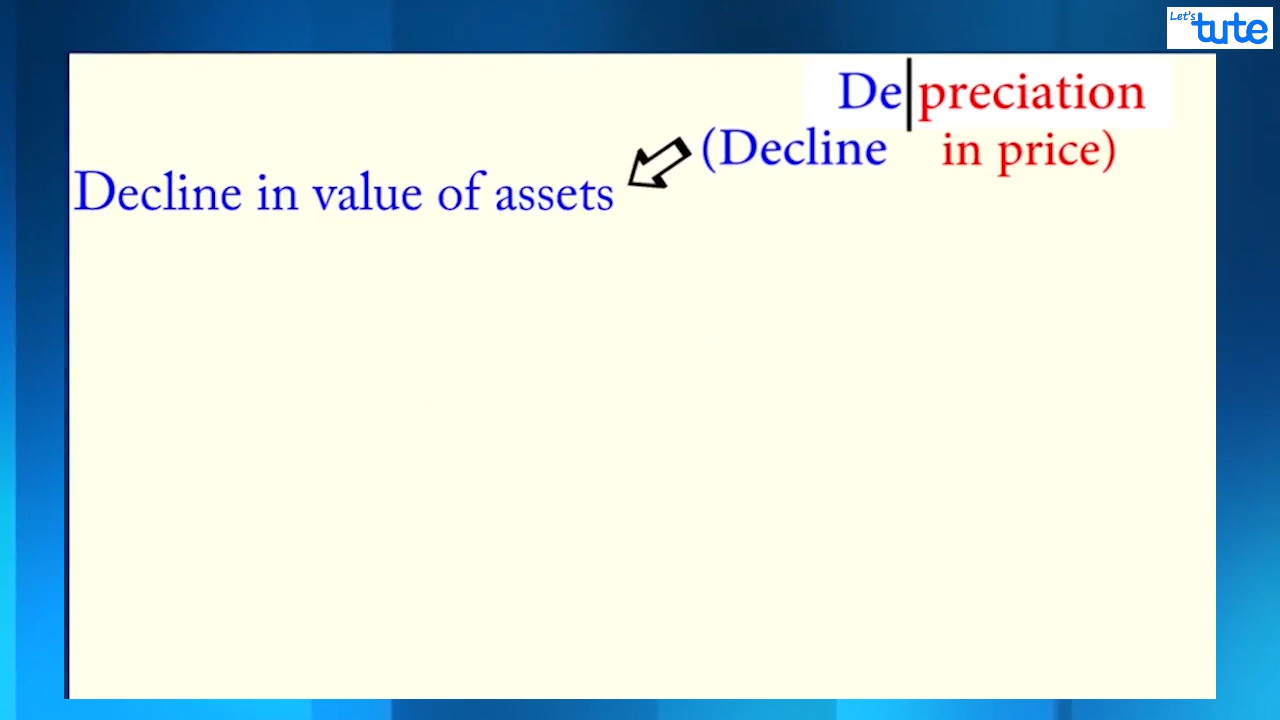 Let's tute
De|preciation
(Decline in price)
Decline in value of assets